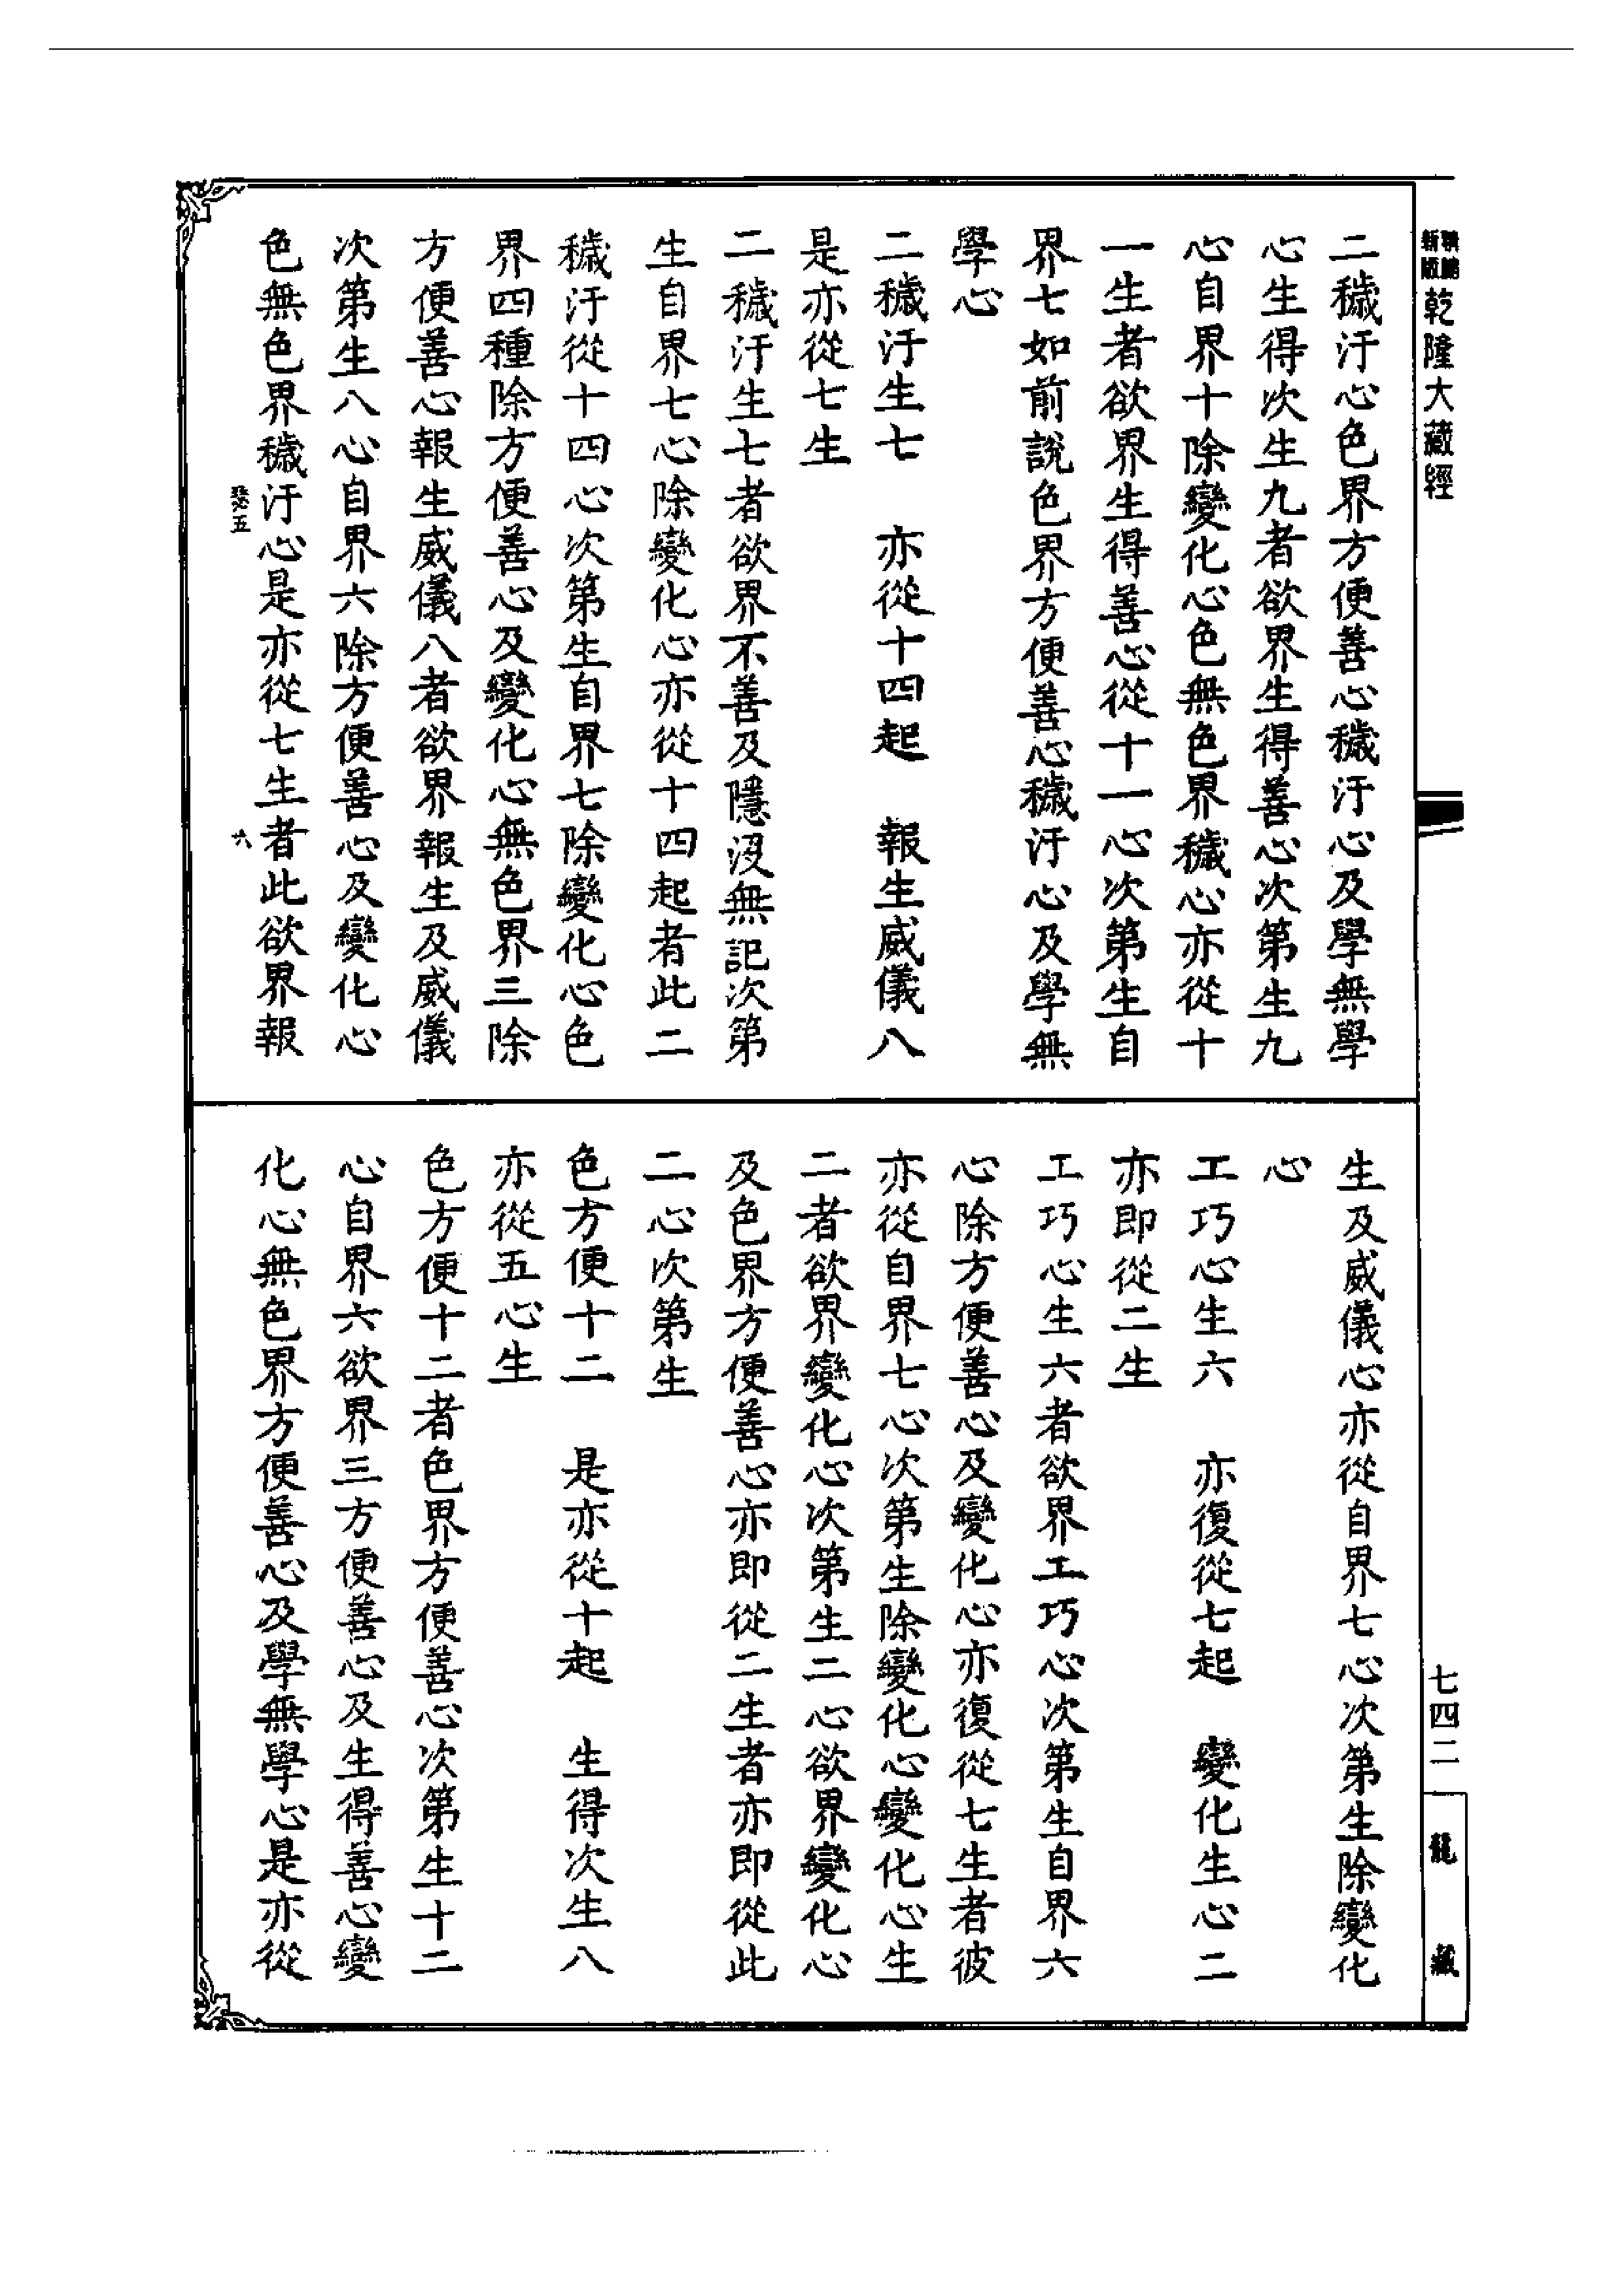 乾隆大藏經
二穢汙心色界方便善心穢汙心及學無學
心生得次生九者欲界生得善心次第生九
心自界十除變化心色無色界穢心亦從十
一生者欲界生得善心從十一心次第生自
界七如前說色界方便善心穢汙心及學無
學心
二穢汙生七　亦從十四起　報生威儀八
是亦從七生
二穢汙生七者欲界不善及隱沒無記次第
生自界七心除變化心亦從十四起者此二
穢汙從十四心次第生自界七除變化心色
界四種除方便善心及變化心無色界三除
方便善心報生威儀八者欲界報生及威儀
次第生八心自界六除方便善心及變化心
色無色界穢汙心是亦從七生者此欲界報
六
生及威儀心亦從自界七心次第生除變化
心
工巧心生六　亦復從七起　變化生心二
亦即從二生
工巧心生六者欲界工巧心次第生自界六
心除方便善心及變化心亦復從七生者彼
亦從自界七心次第生除變化心變化心生
二者欲界變化心次第生二心欲界變化心
及色界方便善心亦即從二生者亦即從此
二心次第生
色方便十二　是亦從十起　生得次生八
亦從五心生
色方便十二者色界方便善心次第生十二
心自界六欲界三方便善心及生得善心變
化心無色界方便善心及學無學心是亦從
七四二
龍藏